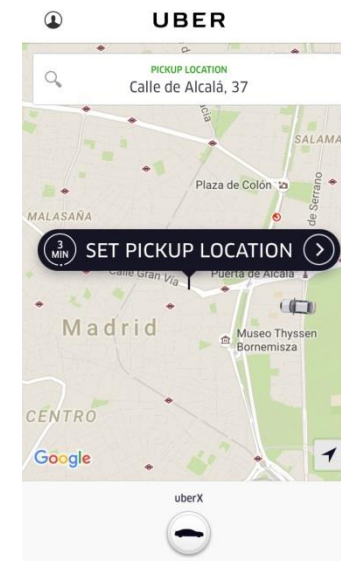 UBER
PICKUP LOCATION
Calle de Alcalá, 37
SALAMA
Plaza de Colón
de Serrano
MALASAÑA
3 MIN
SET PICKUP LOCATION
Calle Gran Vía
Puerta de Alcalá
Madrid
Museo Thyssen
Bornemisza
CENTRO
Google
uberX